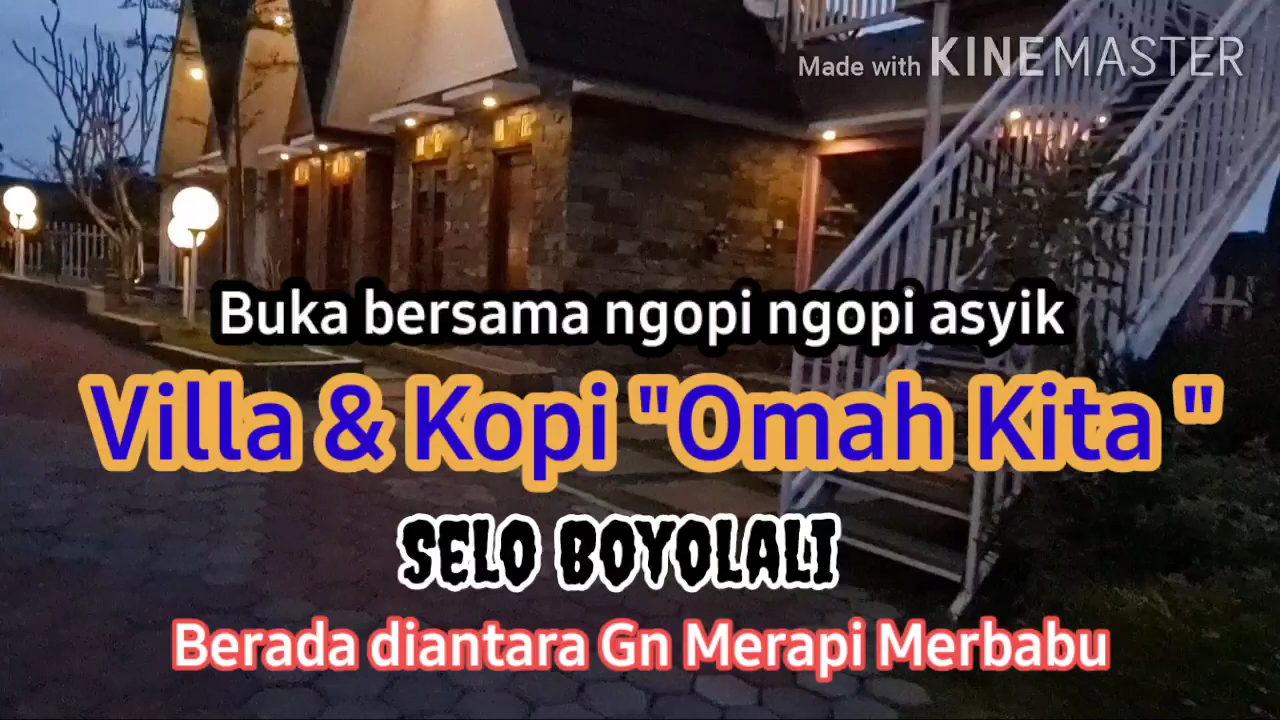 Made with KINEMASTER
Buka bersama ngopi ngopi asyik
Villa & Kopi "Omah Kita "
SELO BOYOLALI
Berada diantara Gn Merapi Merbabu